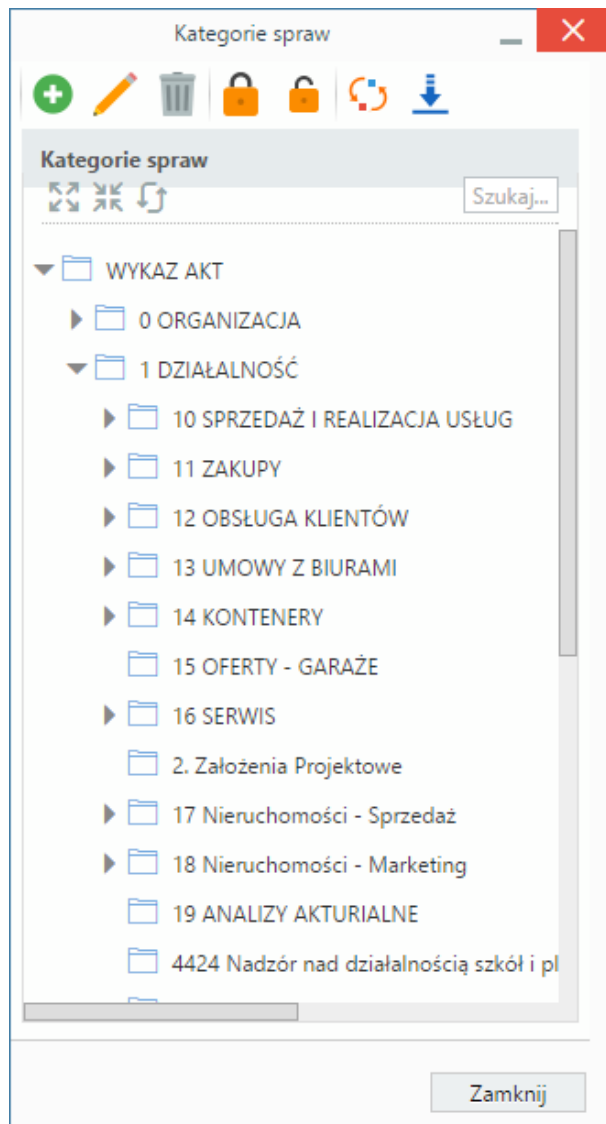 Kategorie spraw
Kategorie spraw
Szukaj...
WYKAZ AKT
0 ORGANIZACJA
1 DZIAŁALNOŚĆ
10 SPRZEDAŻ I REALIZACJA USŁUG
11 ZAKUPY
12 OBSŁUGA KLIENTÓW
13 UMOWY Z BIURAMI
14 KONTENERY
15 OFERTY - GARAŻE
16 SERWIS
2. Założenia Projektowe
17 Nieruchomości - Sprzedaż
18 Nieruchomości - Marketing
19 ANALIZY AKTURIALNE
4424 Nadzór nad działalnością szkół i pl
Zamknij